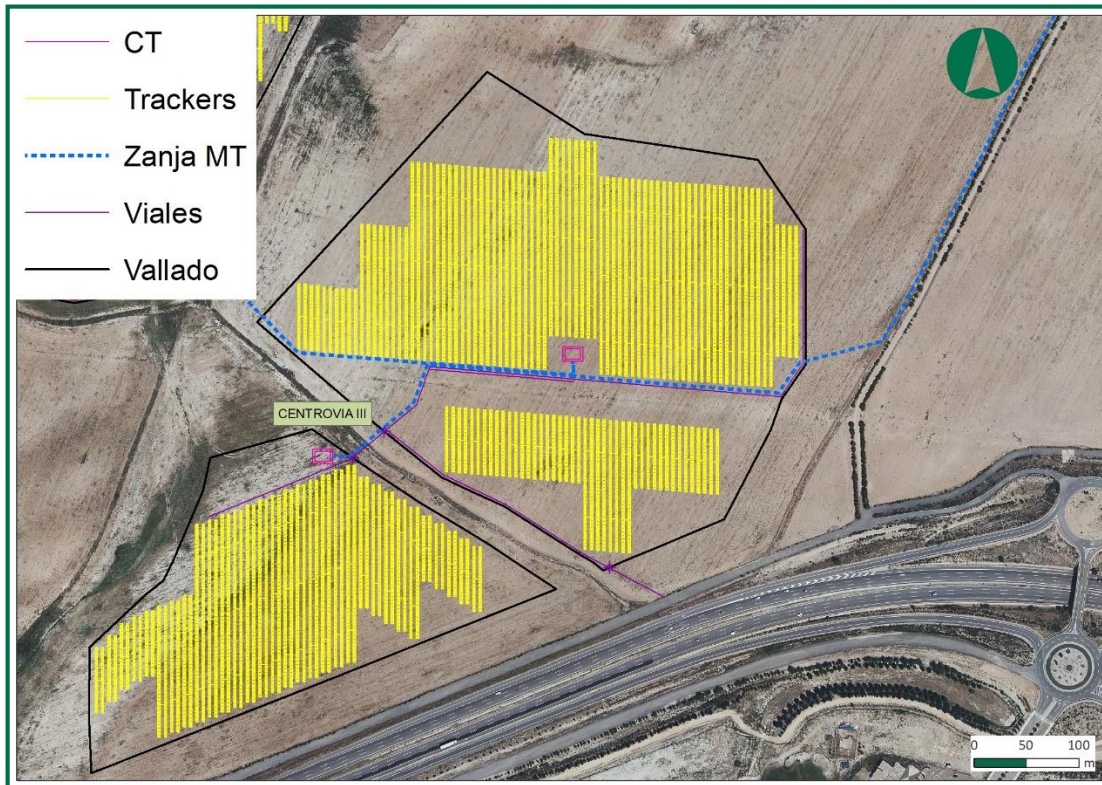 CT
Trackers
Zanja MT
Viales
Vallado
CENTROVIA III
0 50 100
m